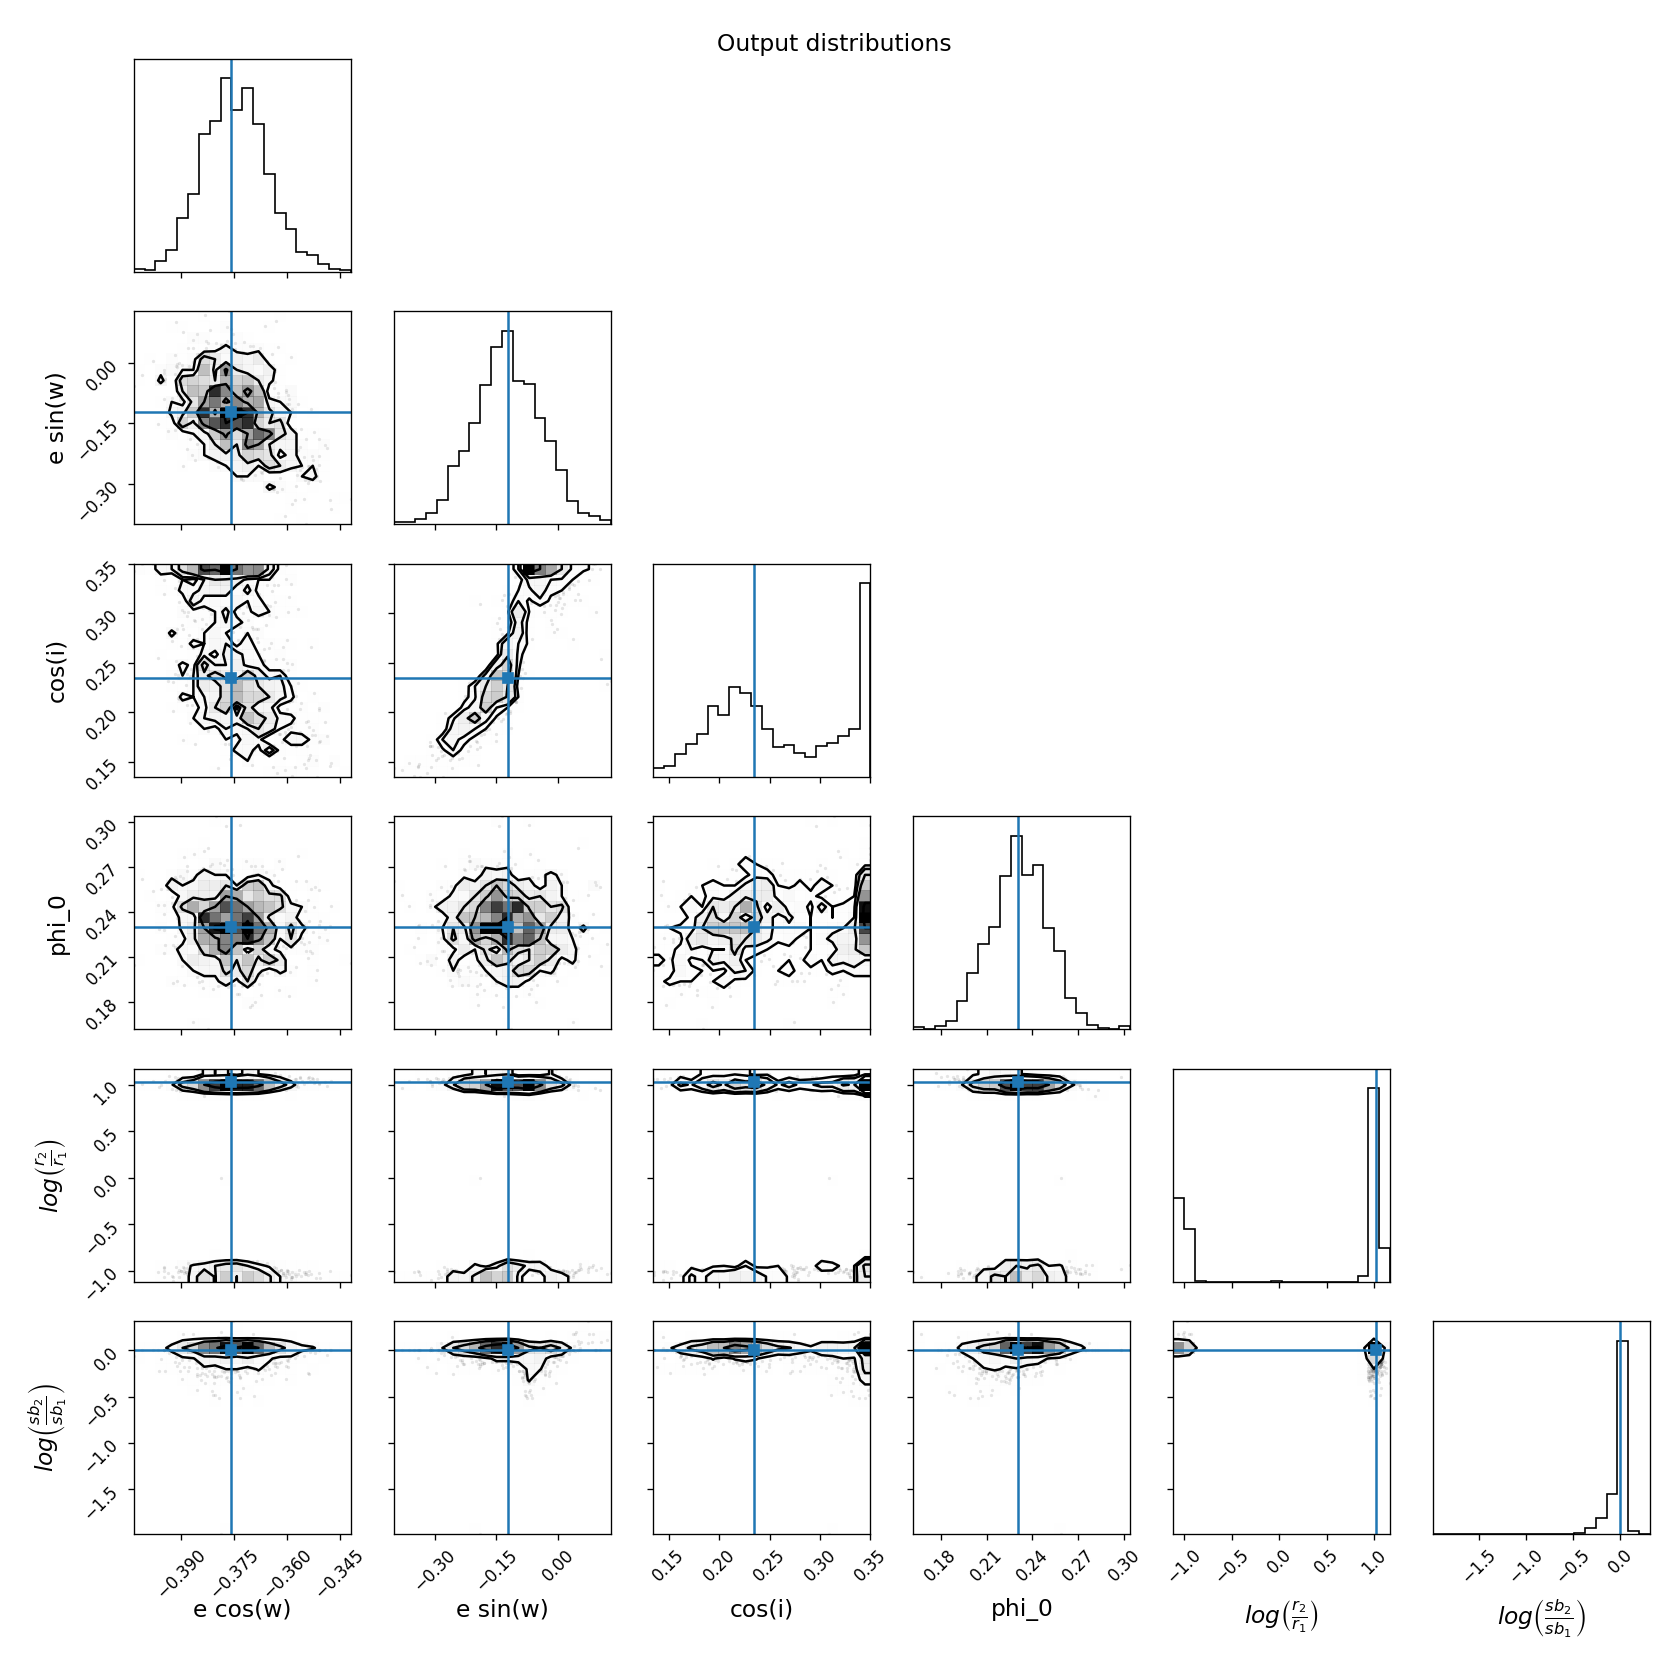 Output distributions
e sin(w)
0.00
−0.15
−0.30
cos(i)
0.35
0.30
0.25
0.20
0.15
phi_0
0.30
0.27
0.24
0.21
0.18
log(r₂/r₁)
1.0
0.5
0.0
−0.5
−1.0
log(sb₂/sb₁)
0.0
−0.5
−1.0
−1.5
−0.390 −0.375 −0.360 −0.345
−0.30 −0.15 0.00
0.15 0.20 0.25 0.30 0.35
0.18 0.21 0.24 0.27 0.30
−1.0 −0.5 0.0 0.5 1.0
−1.5 −1.0 −0.5 0.0
e cos(w)
e sin(w)
cos(i)
phi_0
log(r₂/r₁)
log(sb₂/sb₁)